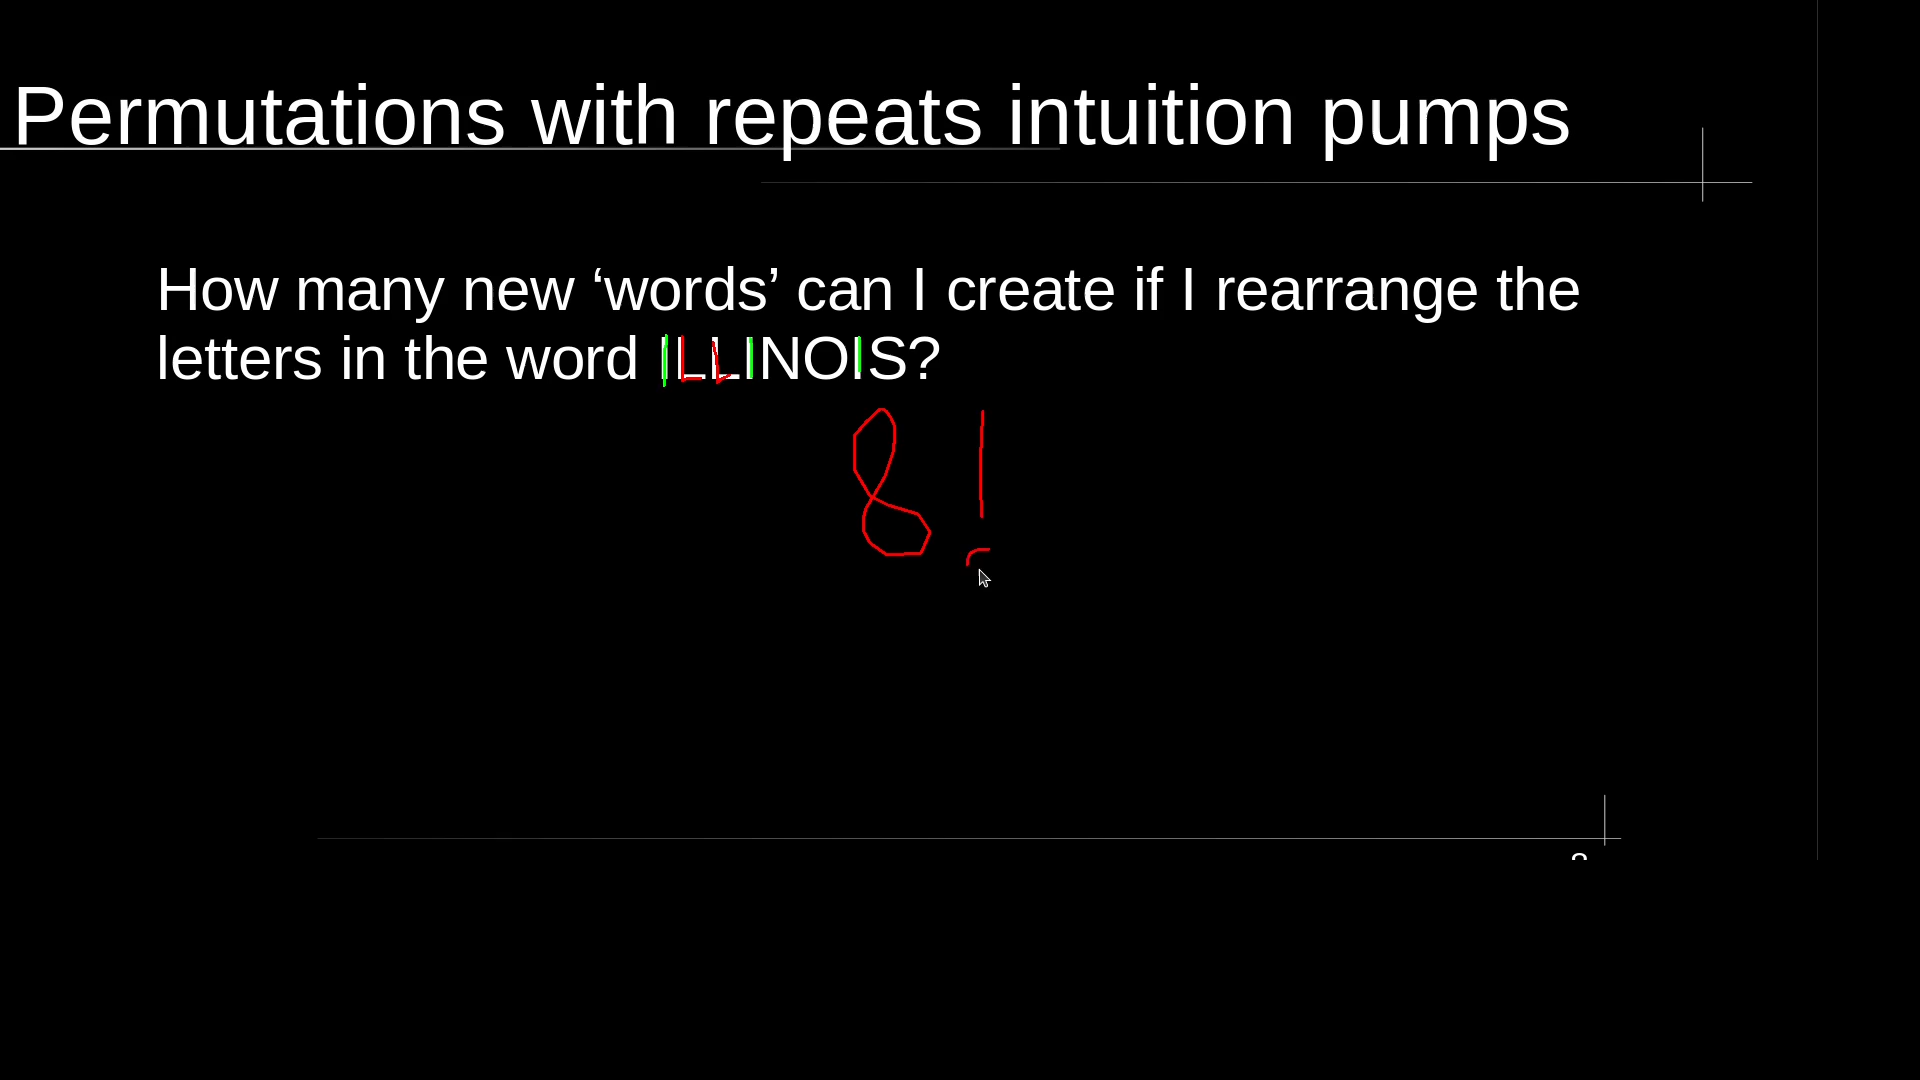 Permutations with repeats intuition pumps
How many new ‘words’ can I create if I rearrange the
letters in the word ILLINOIS?
8!